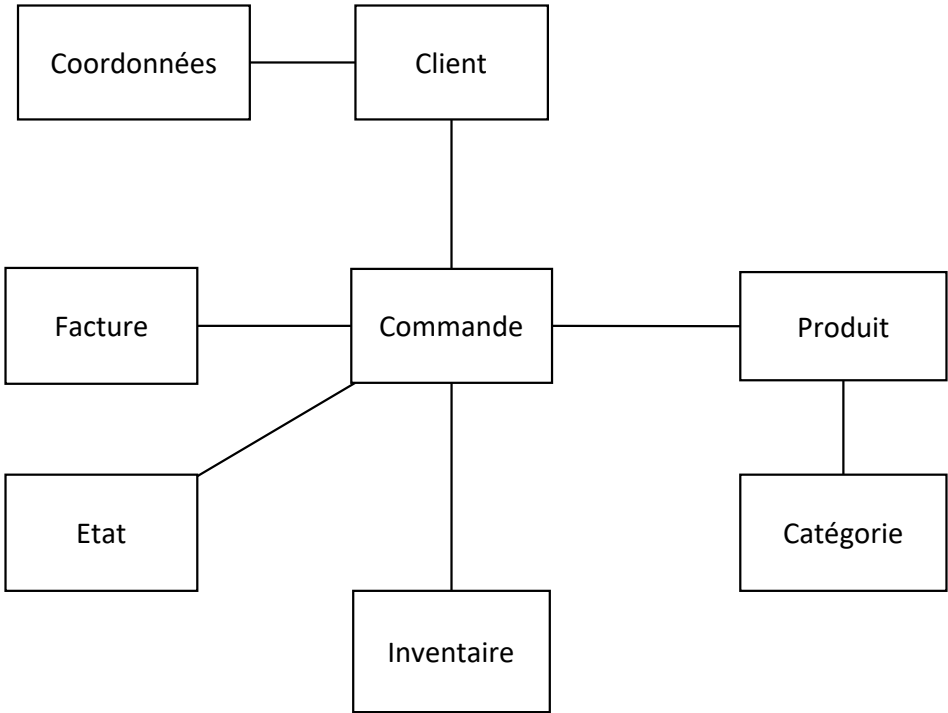 Coordonnées
Client
Facture
Commande
Produit
Etat
Catégorie
Inventaire